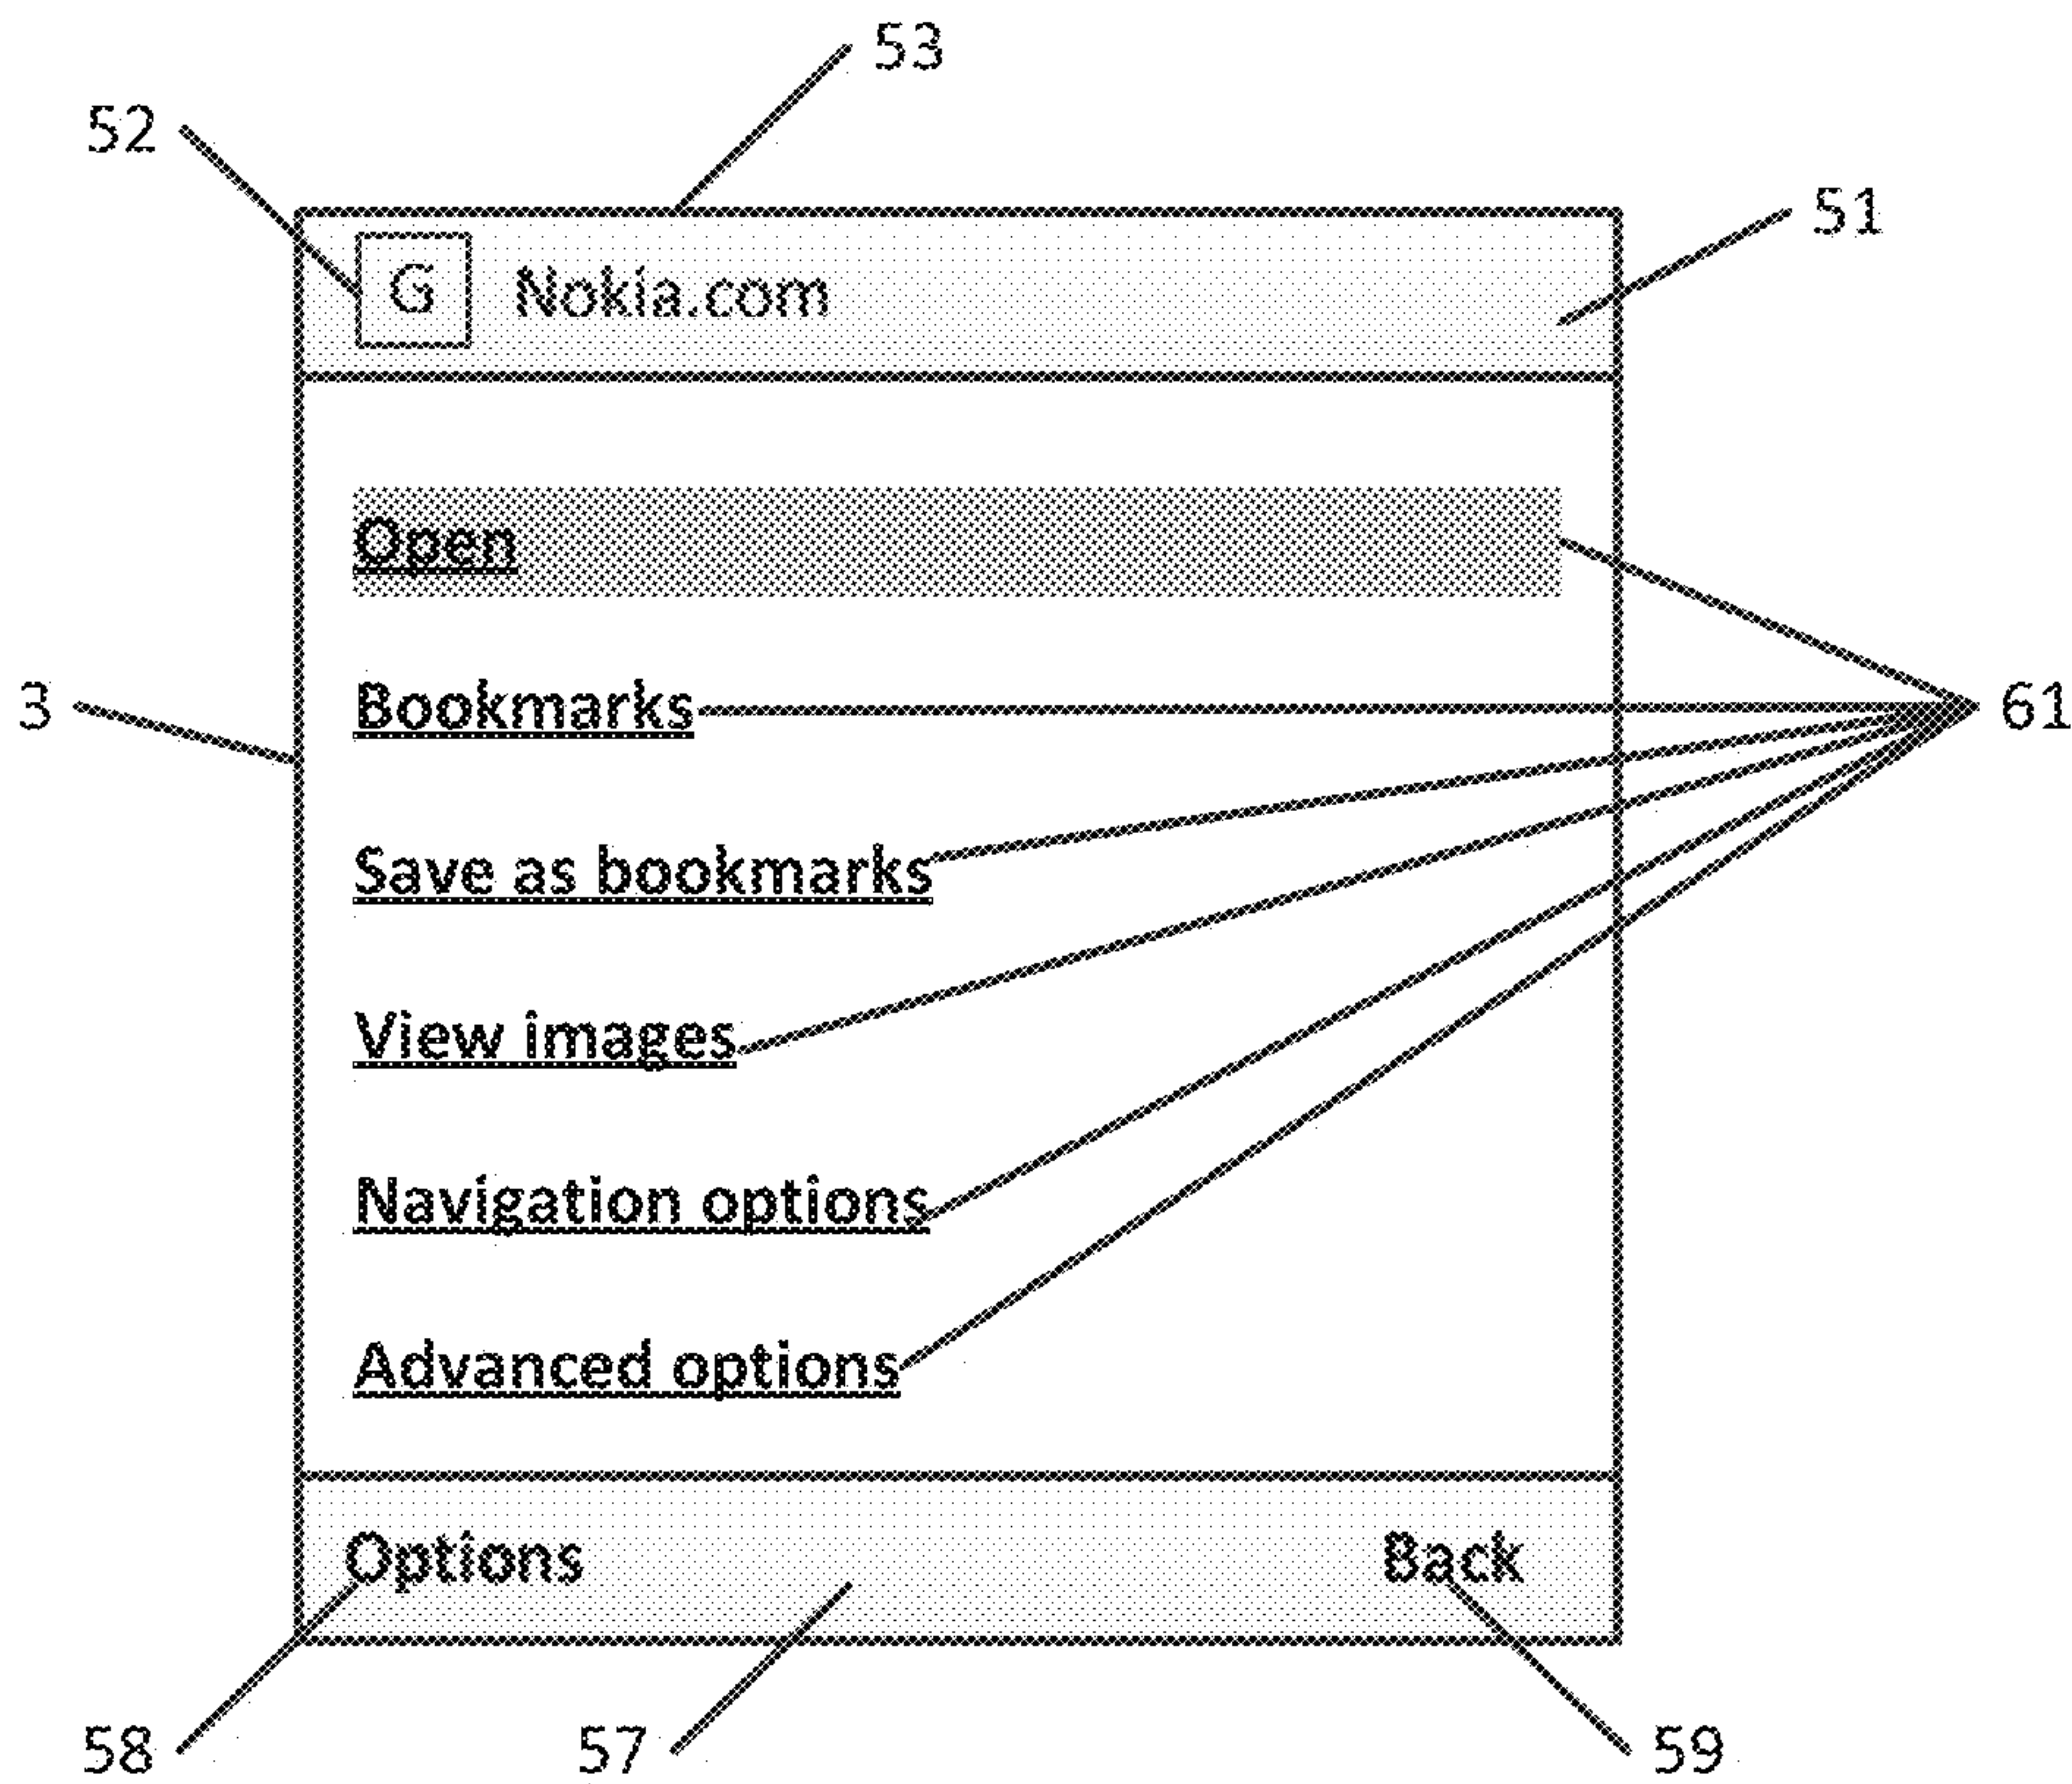 53
52
51
G Nokia.com
Open
3
Bookmarks
61
Save as bookmarks
View images
Navigation options
Advanced options
Options
Back
58
57
59